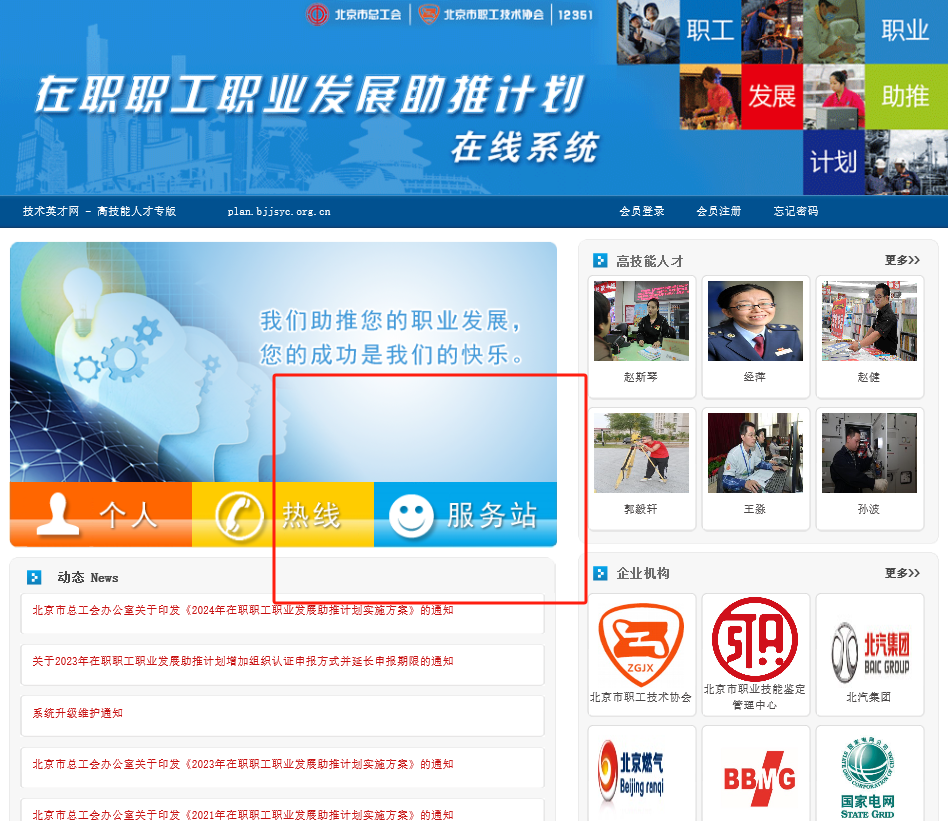 北京市总工会 | 北京市职工技术协会 | 12351
职工
职业
在职职工职业发展助推计划
发展
助推
在线系统
计划
技术英才网 - 高技能人才专版
plan.bjjsyc.org.cn
会员登录
会员注册
忘记密码
我们助推您的职业发展，
您的成功是我们的快乐。
个人
热线
服务站
高技能人才
更多>>
赵斯琴
经萍
赵健
郭毅轩
王淼
孙波
动态 News
北京市总工会办公室关于印发《2024年在职职工职业发展助推计划实施方案》的通知
关于2023年在职职工职业发展助推计划增加组织认证申报方式并延长申报期限的通知
系统升级维护通知
北京市总工会办公室关于印发《2023年在职职工职业发展助推计划实施方案》的通知
北京市总工会办公室关于印发《2021年在职职工职业发展助推计划实施方案》的通知
企业机构
更多>>
ZGJX
北京市职工技术协会
北京市职业技能鉴定
管理中心
北汽集团
BAIC GROUP
北汽集团
北京燃气
Beijing ranqi
BBMG
国家电网公司
STATE GRID CORPORATION OF CHINA
国家电网
STATE GRID